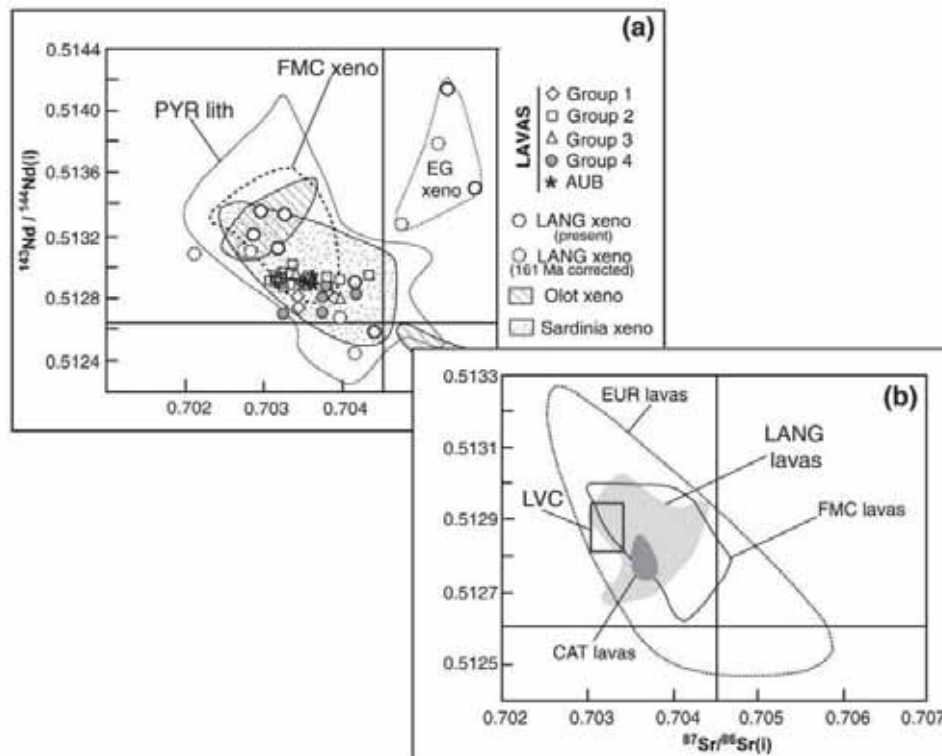 (a)
0.5144
0.5140
0.5136
0.5132
0.5128
0.5124
¹⁴³Nd / ¹⁴⁴Nd(i)
0.702
0.703
0.704
FMC xeno
PYR lith
EG
xeno
LAVAS
Group 1
Group 2
Group 3
Group 4
AUB
LANG xeno
(present)
LANG xeno
(161 Ma corrected)
Olot xeno
Sardinia xeno
(b)
0.5133
0.5131
0.5129
0.5127
0.5125
EUR lavas
LANG
lavas
LVC
FMC lavas
CAT lavas
0.702
0.703
0.704
0.705
0.706
0.707
⁸⁷Sr/⁸⁶Sr(i)